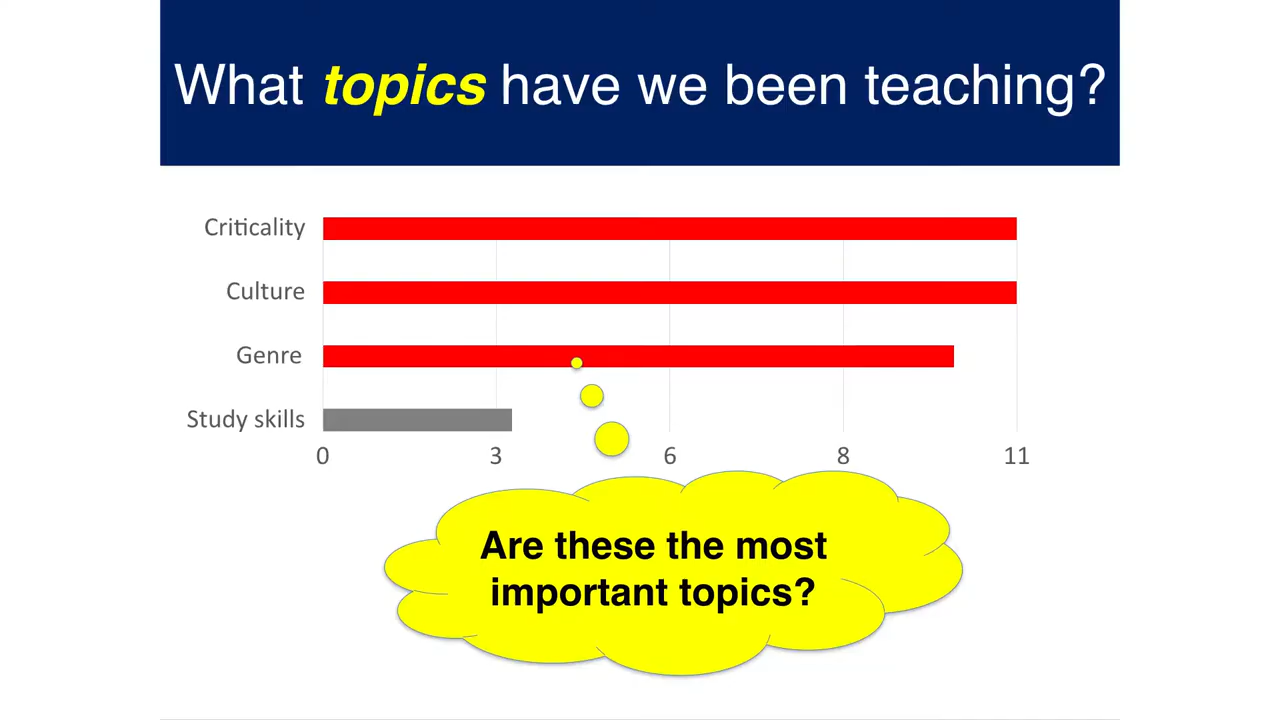 What topics have we been teaching?
Criticality
Culture
Genre
Study skills
0 3 6 8 11
Are these the most
important topics?